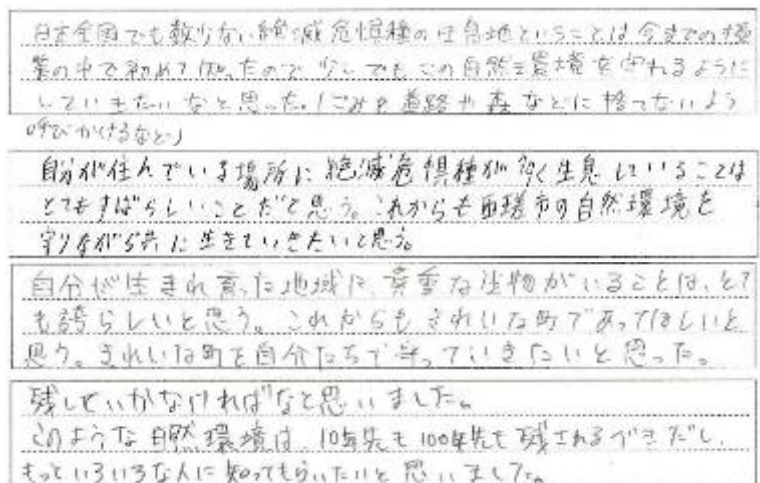 日本全国でも数少ない絶滅危惧種の生息地ということは今までの授
業の中で初めて知ったので少しでもこの自然環境を守れるように
していきたいなと思った。(ごみを道路や森などに捨てないよう
呼びかけるなど)
自分が住んでいる場所に絶滅危惧種が多く生息していることは
とてもすばらしいことだと思う。これからも西海市の自然環境を
守りながら共に生きていきたいと思う。
自分が生まれ育った地域に、貴重な生物がいることは、とて
も誇らしいと思う。これからもきれいな町であってほしいと
思う。きれいな町を自分たちで守っていきたいと思った。
残していかなければなと思いました。
このような自然環境は、10年先も100年先も残されるべきだし、
もっといろいろな人に知ってもらいたいと思いました。